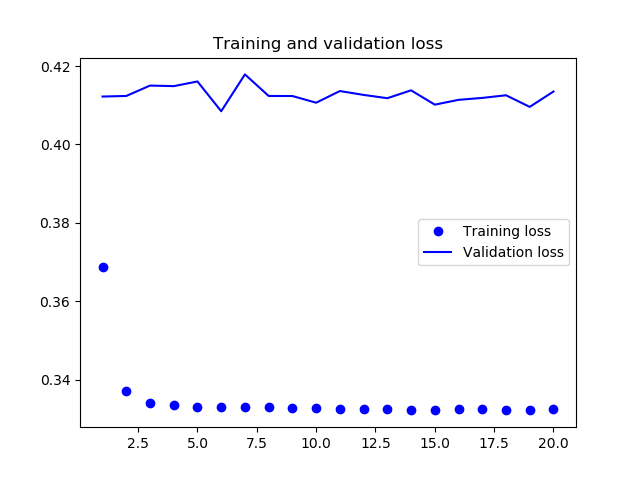 Training and validation loss
0.42
0.40
0.38
0.36
0.34
Training loss
Validation loss
2.5 5.0 7.5 10.0 12.5 15.0 17.5 20.0